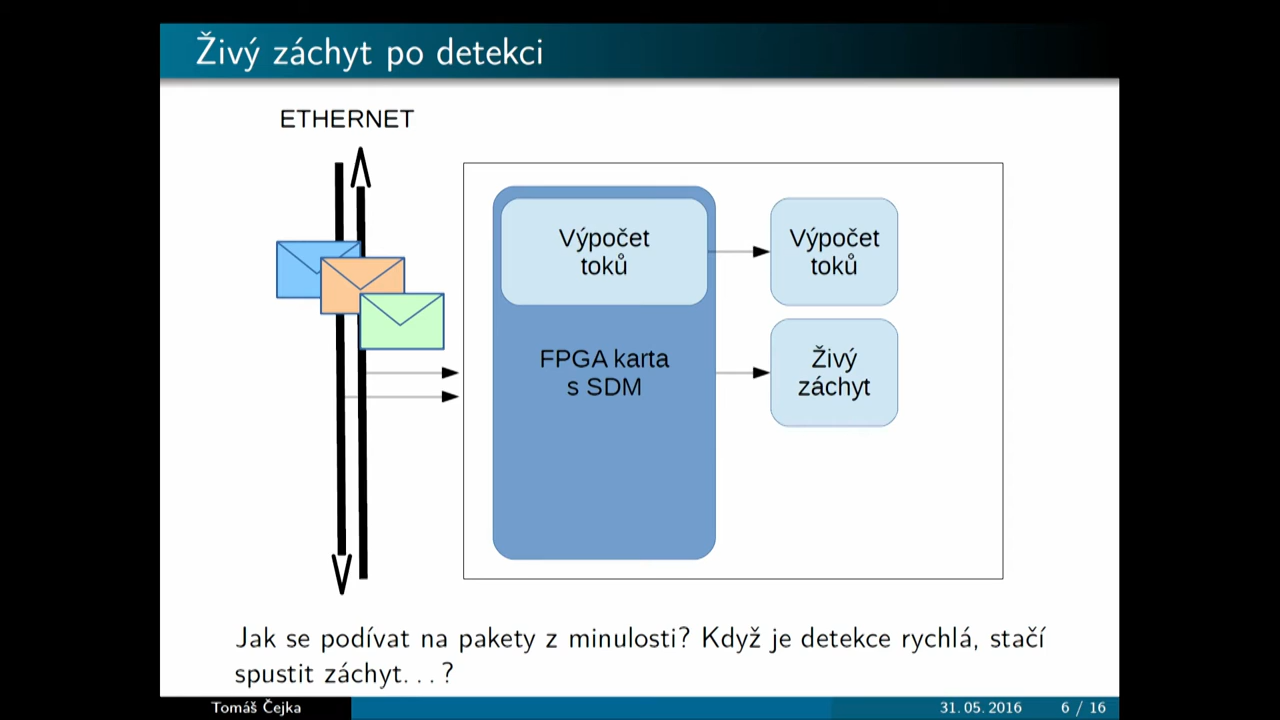 Živý záchyt po detekci
ETHERNET
Výpočet
toků
Výpočet
toků
FPGA karta
s SDM
Živý
záchyt
Jak se podívat na pakety z minulosti? Když je detekce rychlá, stačí
spustit záchyt. . . ?
Tomáš Čejka
31. 05. 2016
6 / 16